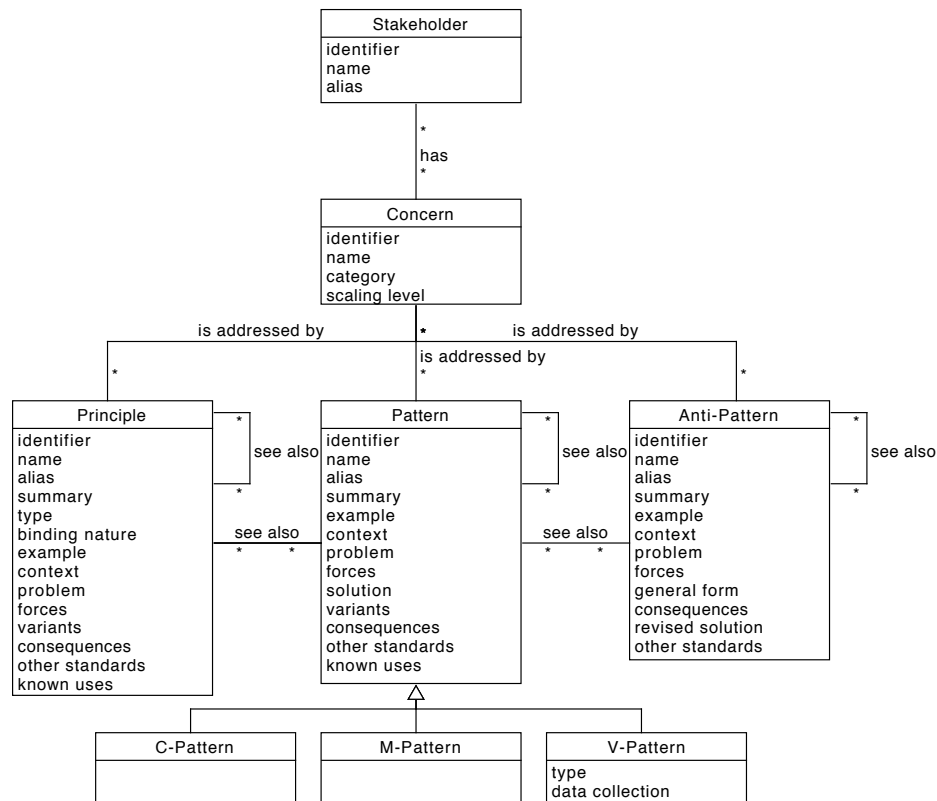 Stakeholder
identifier
name
alias
*
has
*
Concern
identifier
name
category
scaling level
is addressed by
*
is addressed by
is addressed by
*
*
*
Principle
identifier
name
alias
summary
type
binding nature
example
context
problem
forces
variants
consequences
other standards
known uses
*
see also
*
see also
*
*
Pattern
identifier
name
alias
summary
example
context
problem
forces
solution
variants
consequences
other standards
known uses
*
see also
*
see also
*
*
Anti-Pattern
identifier
name
alias
summary
example
context
problem
forces
general form
consequences
revised solution
other standards
*
see also
*
C-Pattern
M-Pattern
V-Pattern
type
data collection